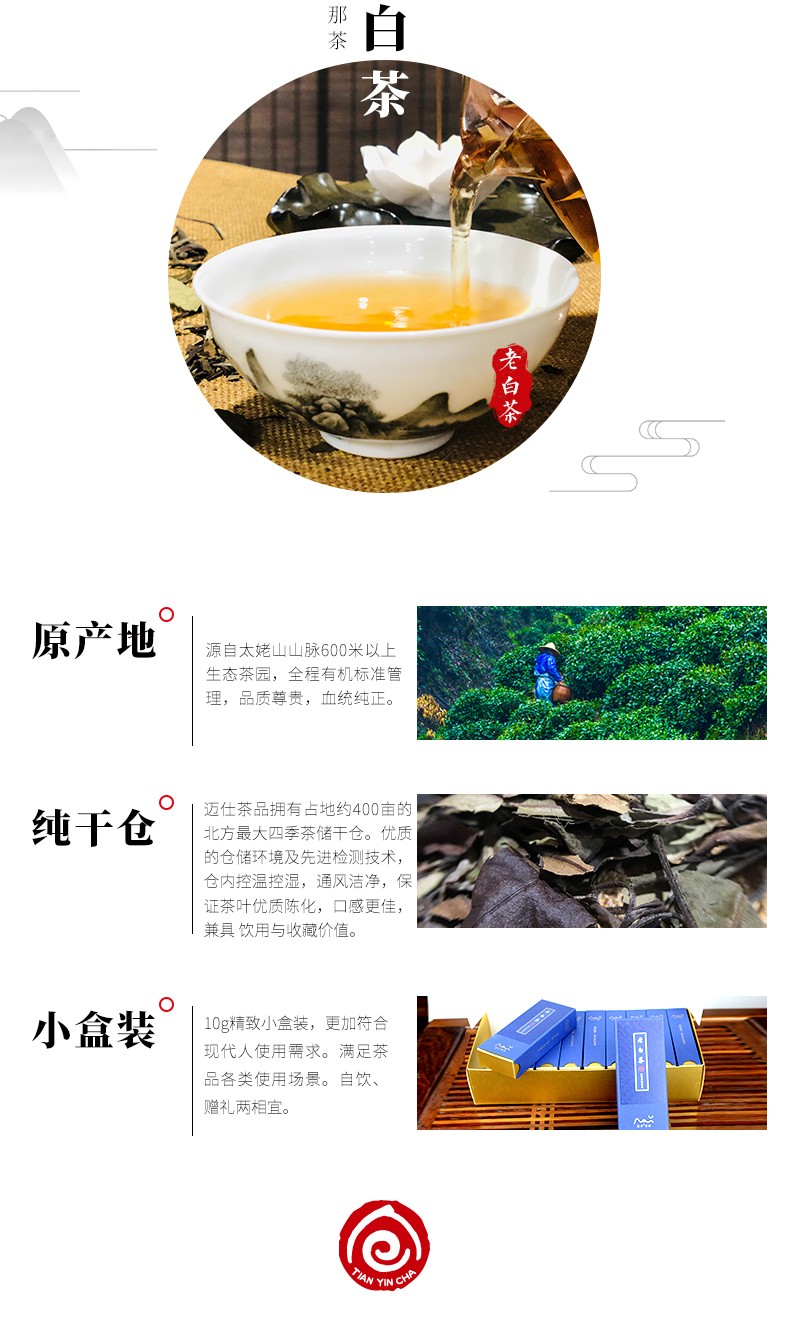 那茶
白茶
老白茶
原产地
源自太姥山山脉600米以上
生态茶园，全程有机标准管
理，品质尊贵，血统纯正。
纯干仓
迈仕茶品拥有占地约400亩的
北方最大四季茶储干仓。优质
的仓储环境及先进检测技术，
仓内控温控湿，通风洁净，保
证茶叶优质陈化，口感更佳，
兼具 饮用与收藏价值。
小盒装
10g精致小盒装，更加符合
现代人使用需求。满足茶
品各类使用场景。自饮、
赠礼两相宜。
老白茶
TIAN YIN CHA